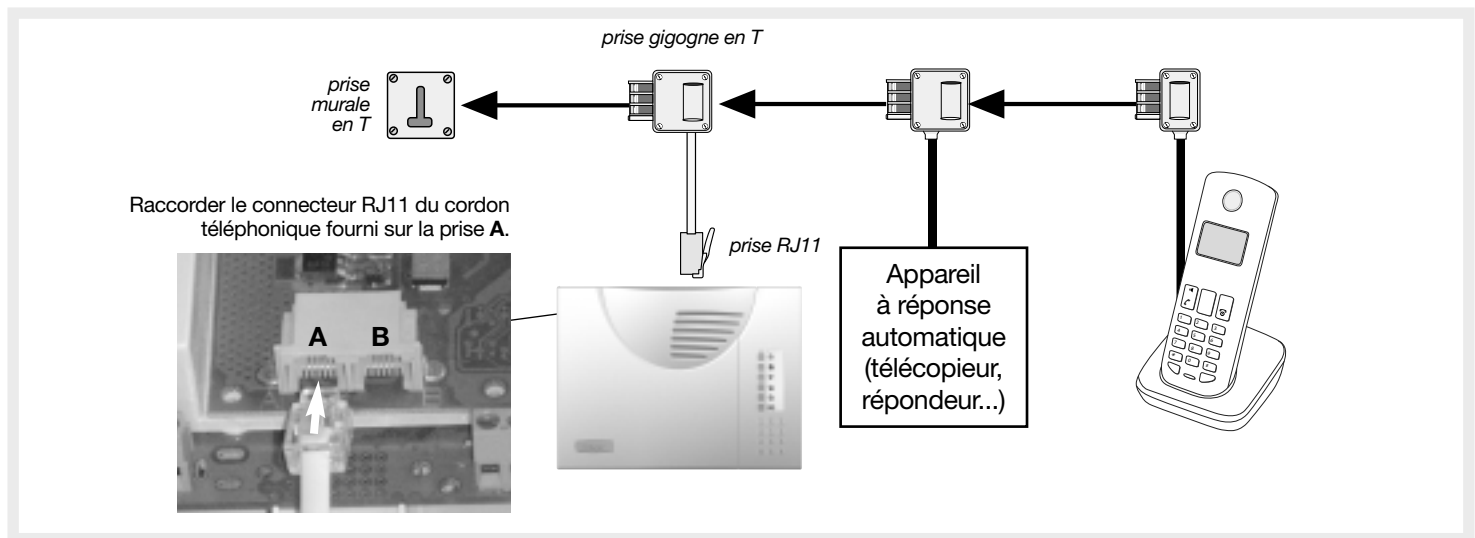 prise gigogne en T
prise
murale
en T
Raccorder le connecteur RJ11 du cordon
téléphonique fourni sur la prise A.
prise RJ11
A B
Appareil
à réponse
automatique
(télécopieur,
répondeur...)